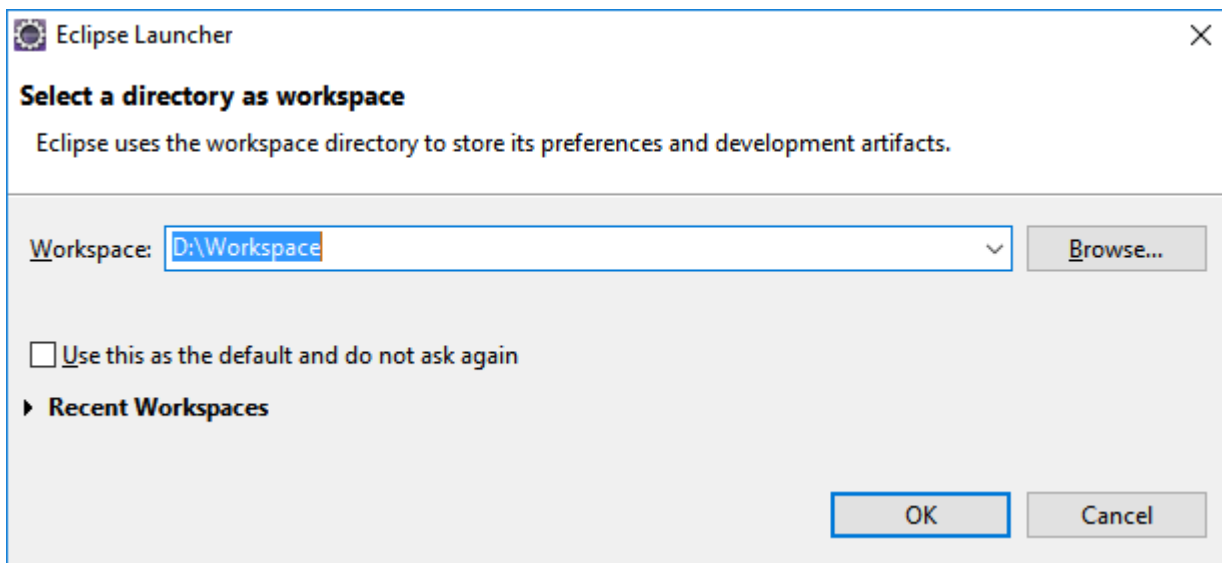 Eclipse Launcher
Select a directory as workspace
Eclipse uses the workspace directory to store its preferences and development artifacts.
Workspace: D:\Workspace Browse...
Use this as the default and do not ask again
Recent Workspaces
OK Cancel